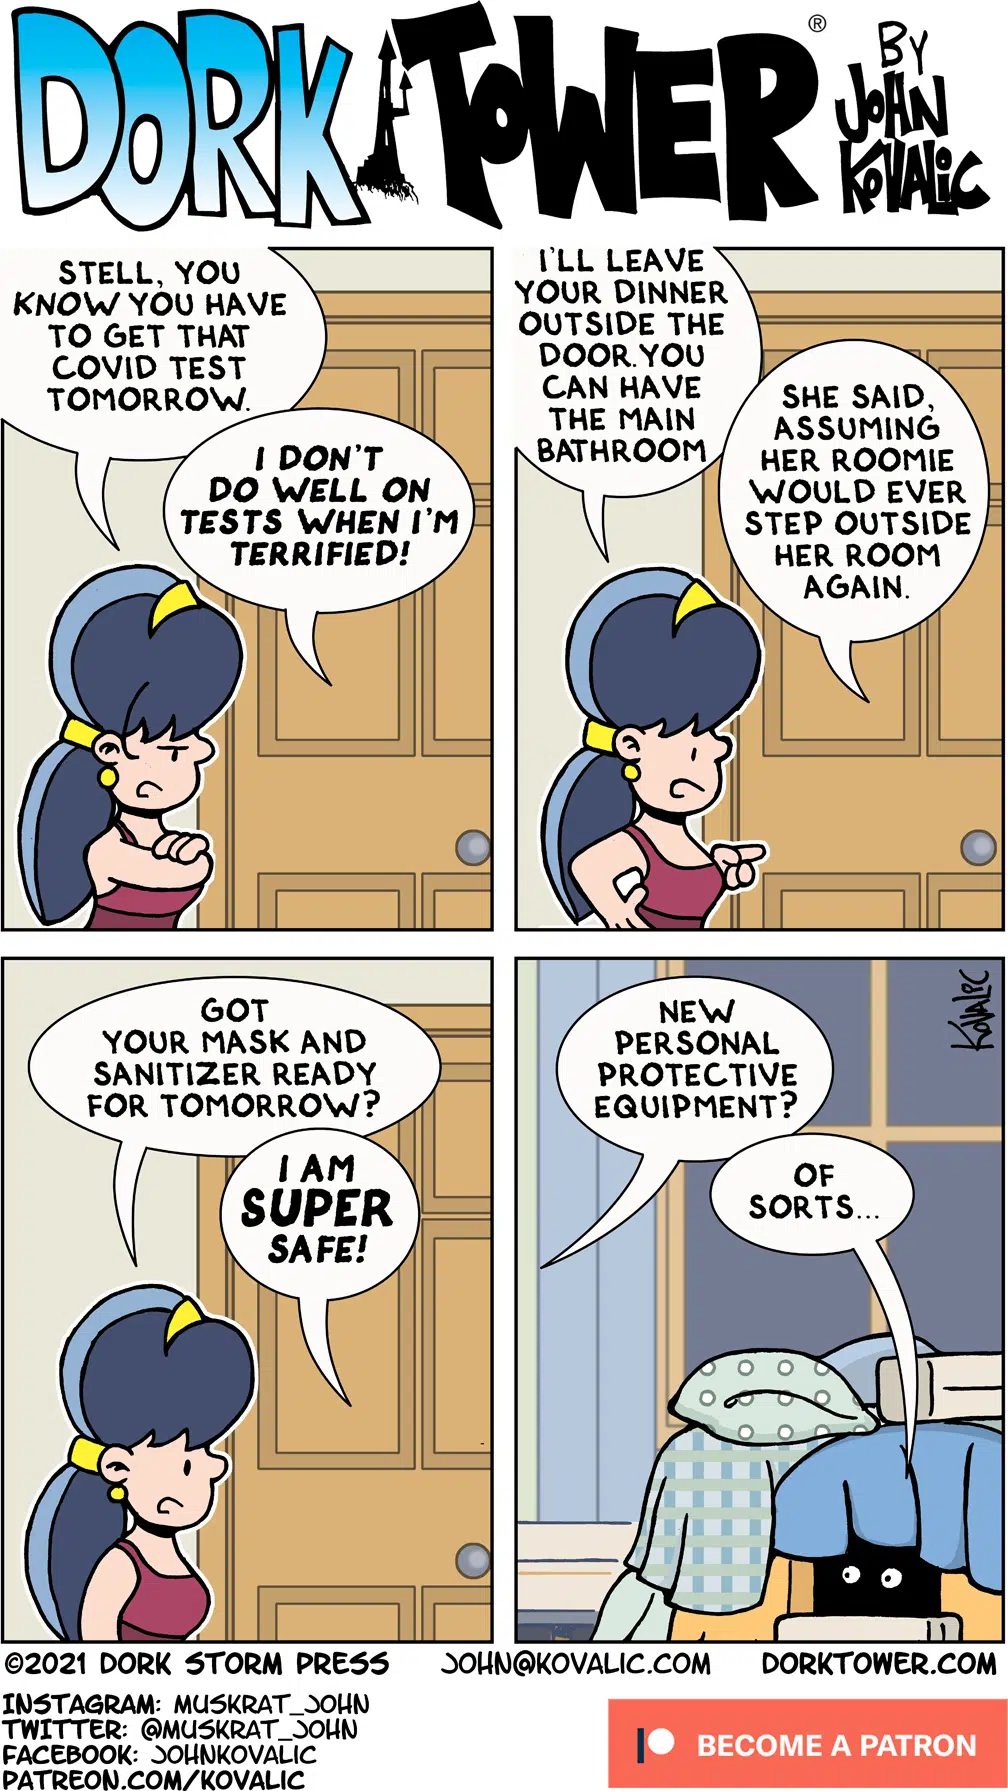 DORK TOWER®
BY
JOHN
KOVALIC
STELL, YOU
KNOW YOU HAVE
TO GET THAT
COVID TEST
TOMORROW.
I DON'T
DO WELL ON
TESTS WHEN I'M
TERRIFIED!
I'LL LEAVE
YOUR DINNER
OUTSIDE THE
DOOR. YOU
CAN HAVE
THE MAIN
BATHROOM
SHE SAID,
ASSUMING
HER ROOMIE
WOULD EVER
STEP OUTSIDE
HER ROOM
AGAIN.
GOT
YOUR MASK AND
SANITIZER READY
FOR TOMORROW?
I AM
SUPER
SAFE!
NEW
PERSONAL
PROTECTIVE
EQUIPMENT?
OF
SORTS...
KOVALIC
©2021 DORK STORM PRESS JOHN@KOVALIC.COM DORKTOWER.COM
INSTAGRAM: MUSKRAT_JOHN
TWITTER: @MUSKRAT_JOHN
FACEBOOK: JOHNKOVALIC
PATREON.COM/KOVALIC
BECOME A PATRON